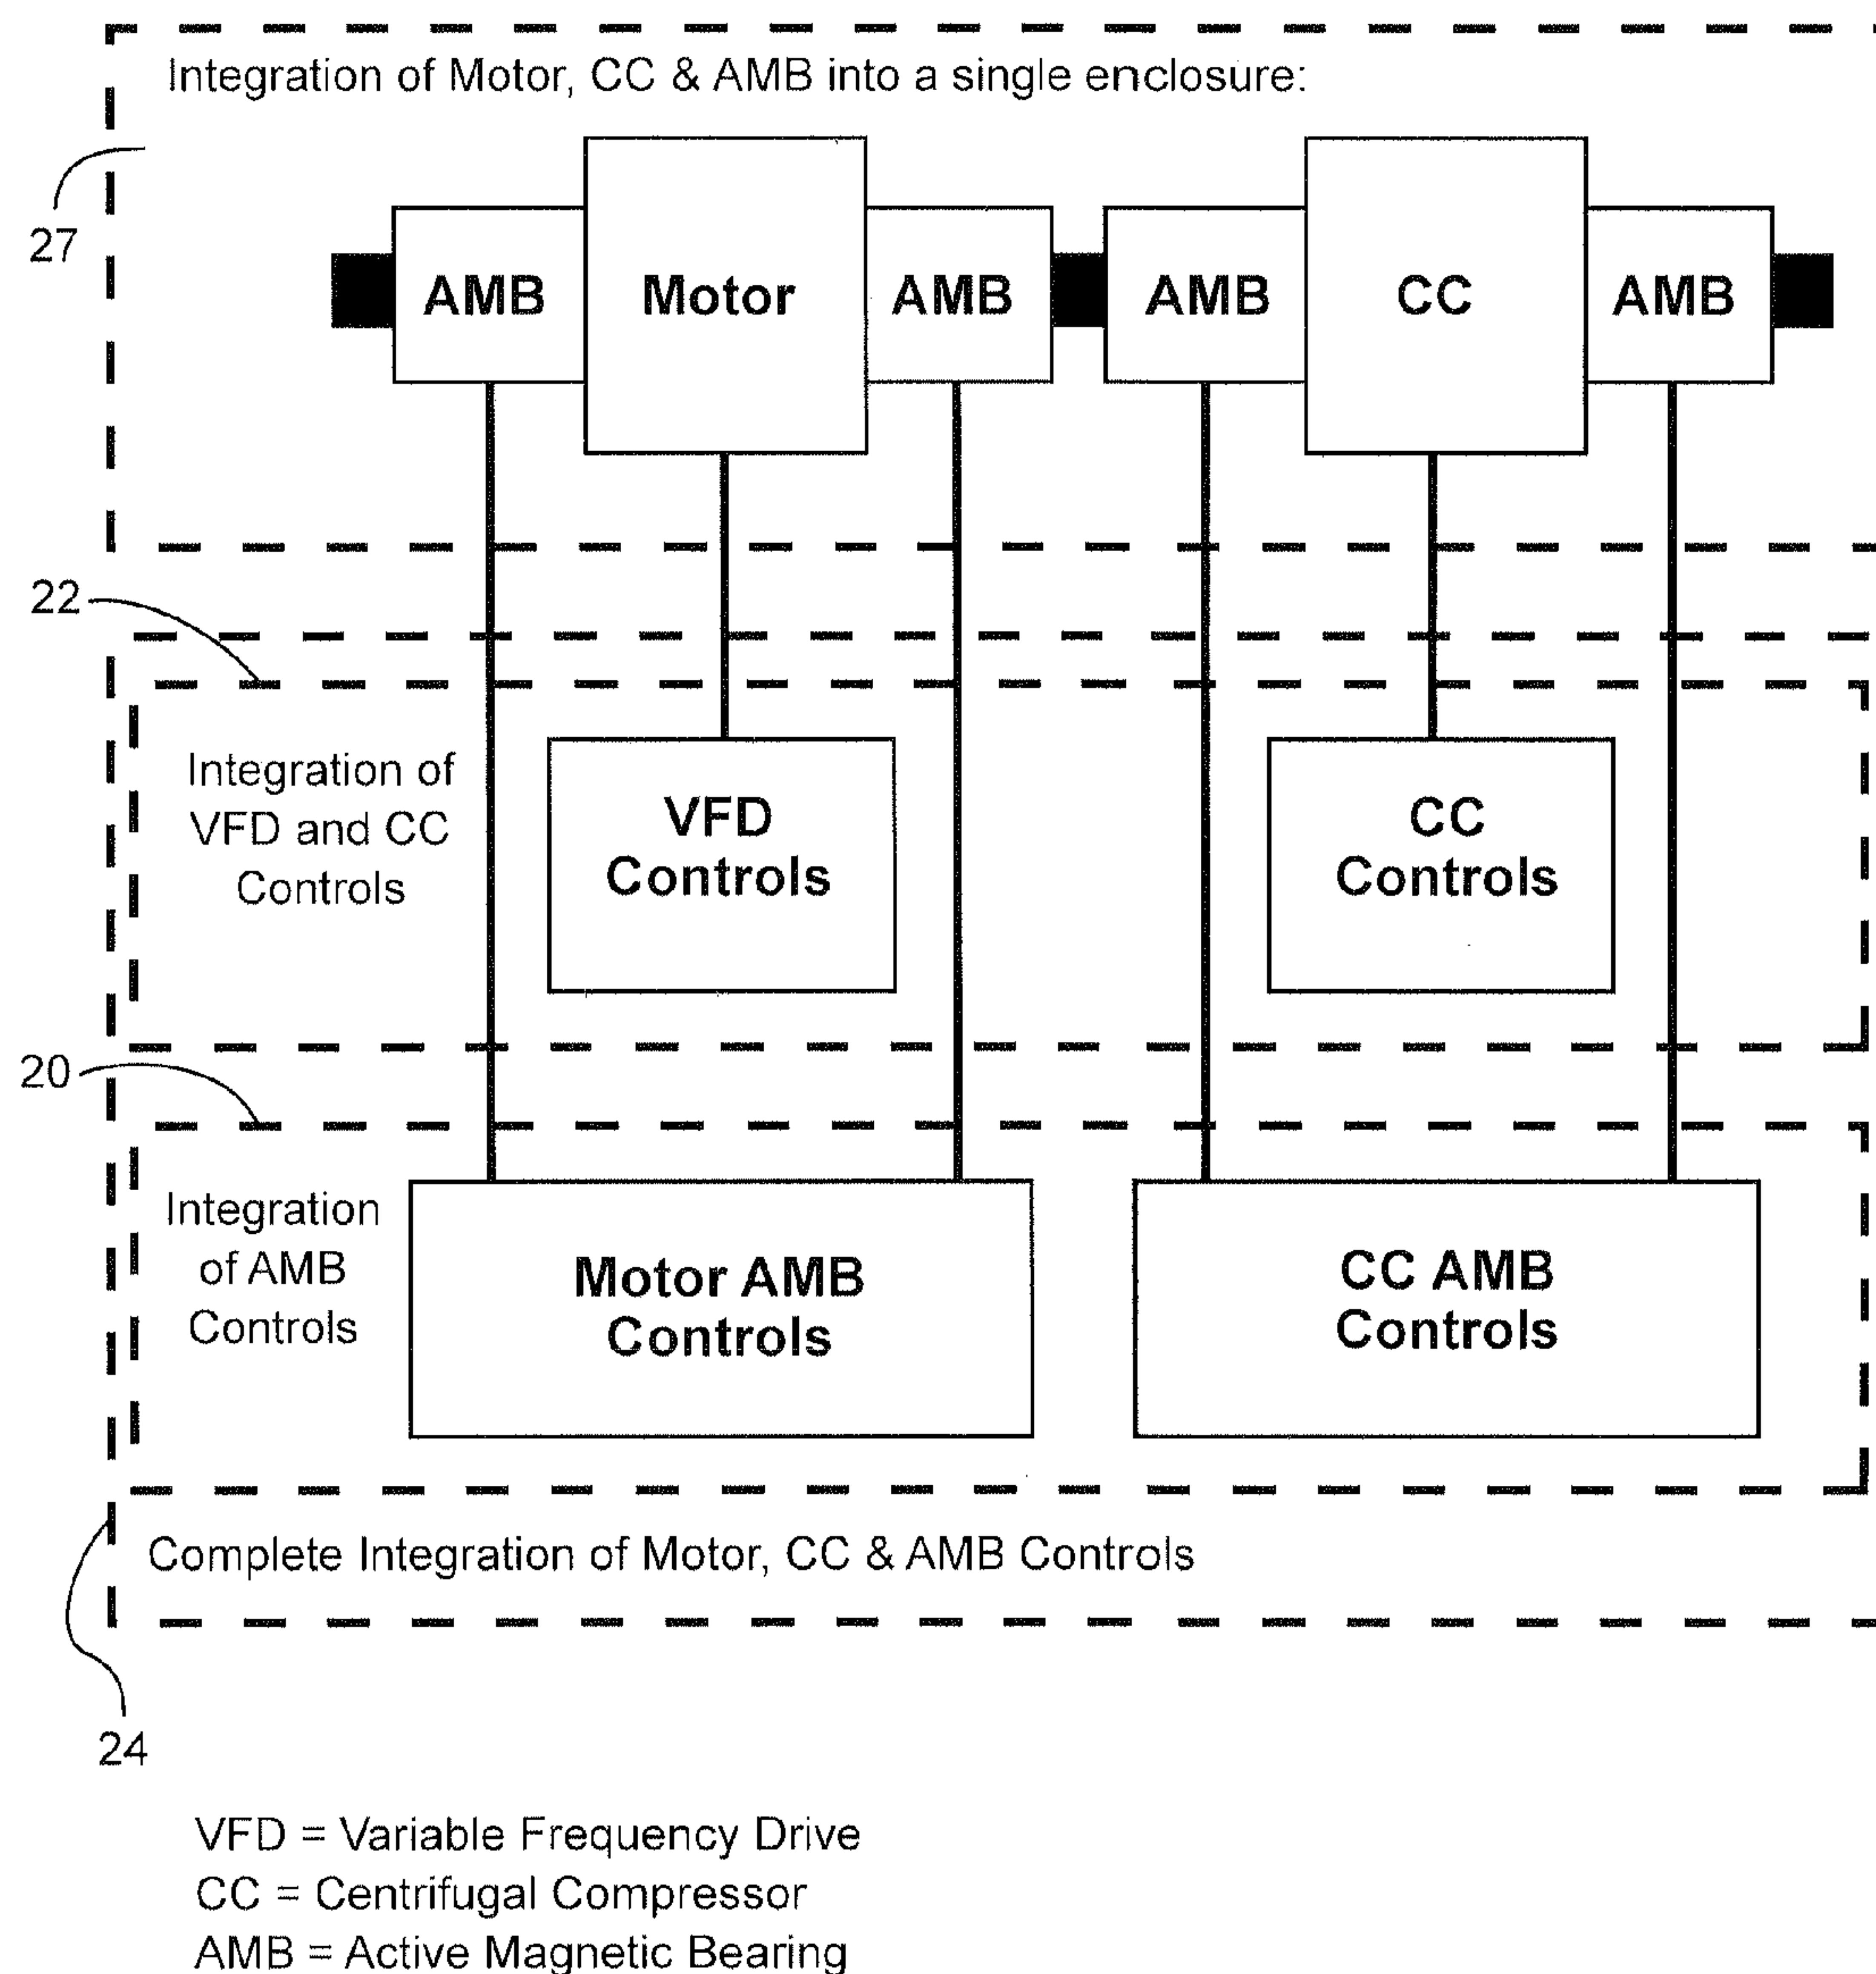 Integration of Motor, CC & AMB into a single enclosure:
27
AMB
Motor
AMB
AMB
CC
AMB
22
Integration of
VFD and CC
Controls
VFD
Controls
CC
Controls
20
Integration
of AMB
Controls
Motor AMB
Controls
CC AMB
Controls
Complete Integration of Motor, CC & AMB Controls
24
VFD = Variable Frequency Drive
CC = Centrifugal Compressor
AMB = Active Magnetic Bearing